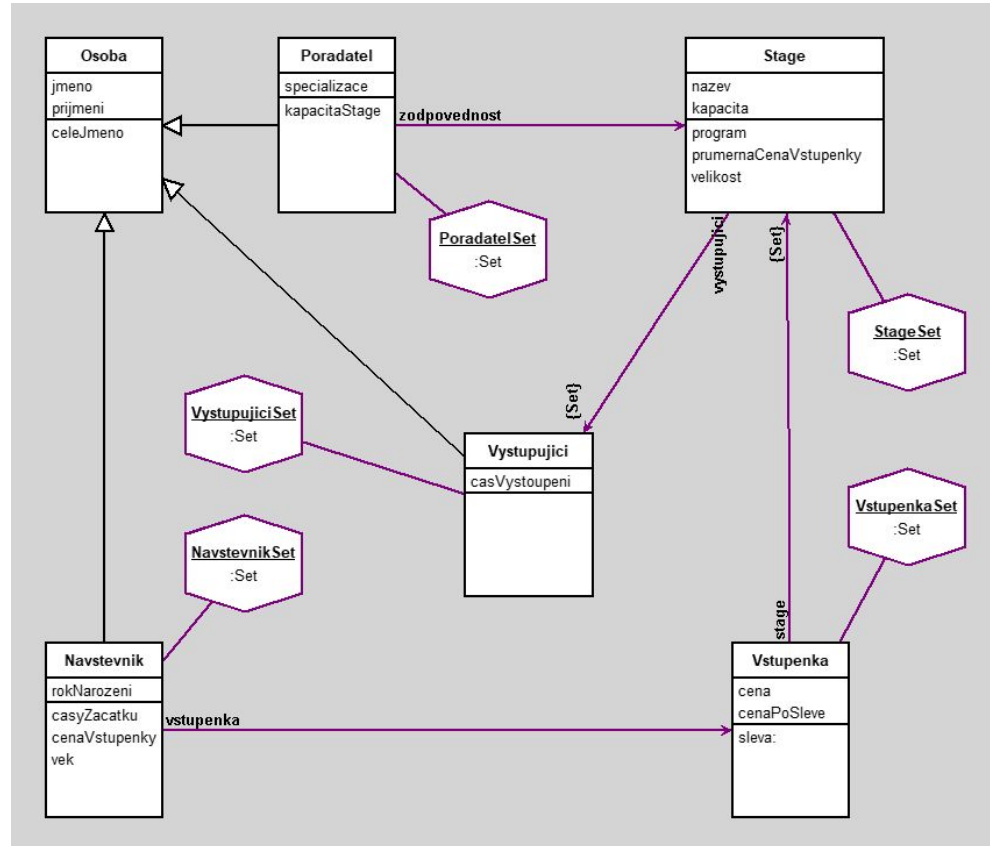 Osoba
jmeno
prijmeni
celeJmeno
Poradatel
specializace
kapacitaStage
zodpovednost
Stage
nazev
kapacita
program
prumernaCenaVstupenky
velikost
PoradatelSet
:Set
vystupujici
{Set}
{Set}
stage
StageSet
:Set
VystupujiciSet
:Set
Vystupujici
casVystoupeni
NavstevnikSet
:Set
VstupenkaSet
:Set
Navstevnik
rokNarozeni
casyZacatku
cenaVstupenky
vek
vstupenka
Vstupenka
cena
cenaPoSleve
sleva: